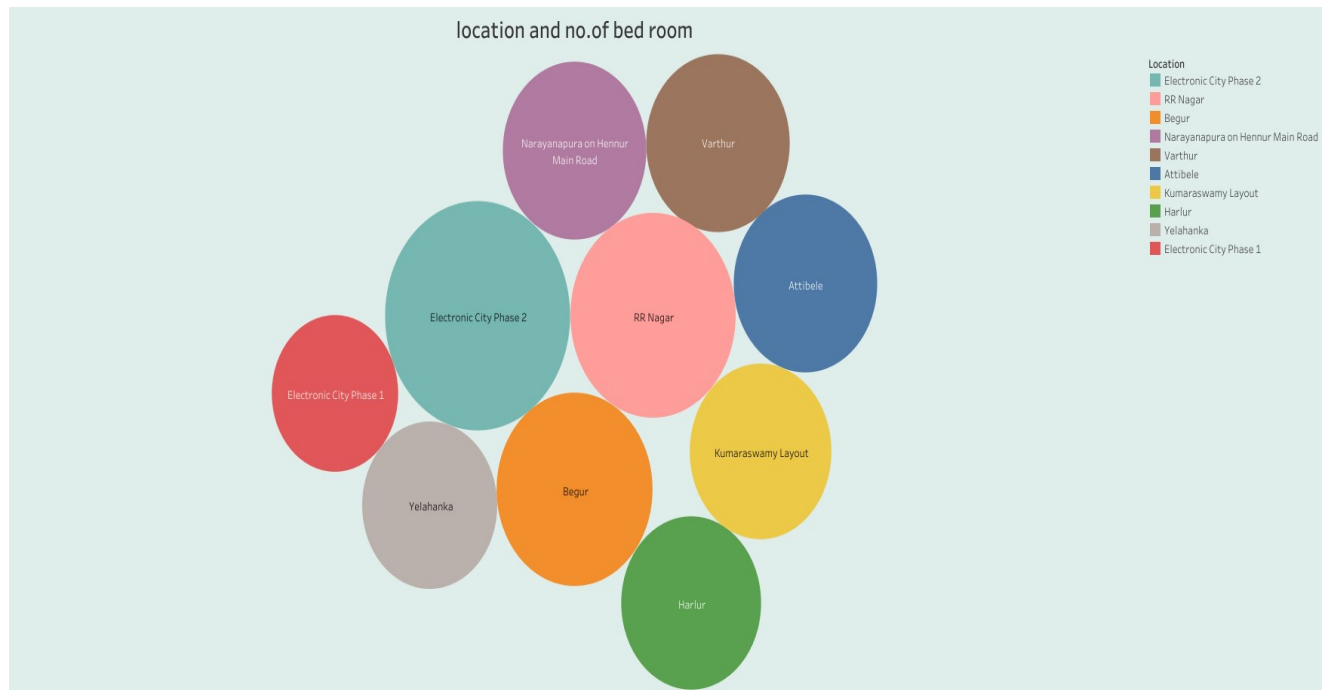 location and no.of bed room
Narayanapura on Hennur
Main Road
Varthur
Attibele
Electronic City Phase 2
RR Nagar
Electronic City Phase 1
Kumaraswamy Layout
Yelahanka
Begur
Harlur
Location
Electronic City Phase 2
RR Nagar
Begur
Narayanapura on Hennur Main Road
Varthur
Attibele
Kumaraswamy Layout
Harlur
Yelahanka
Electronic City Phase 1